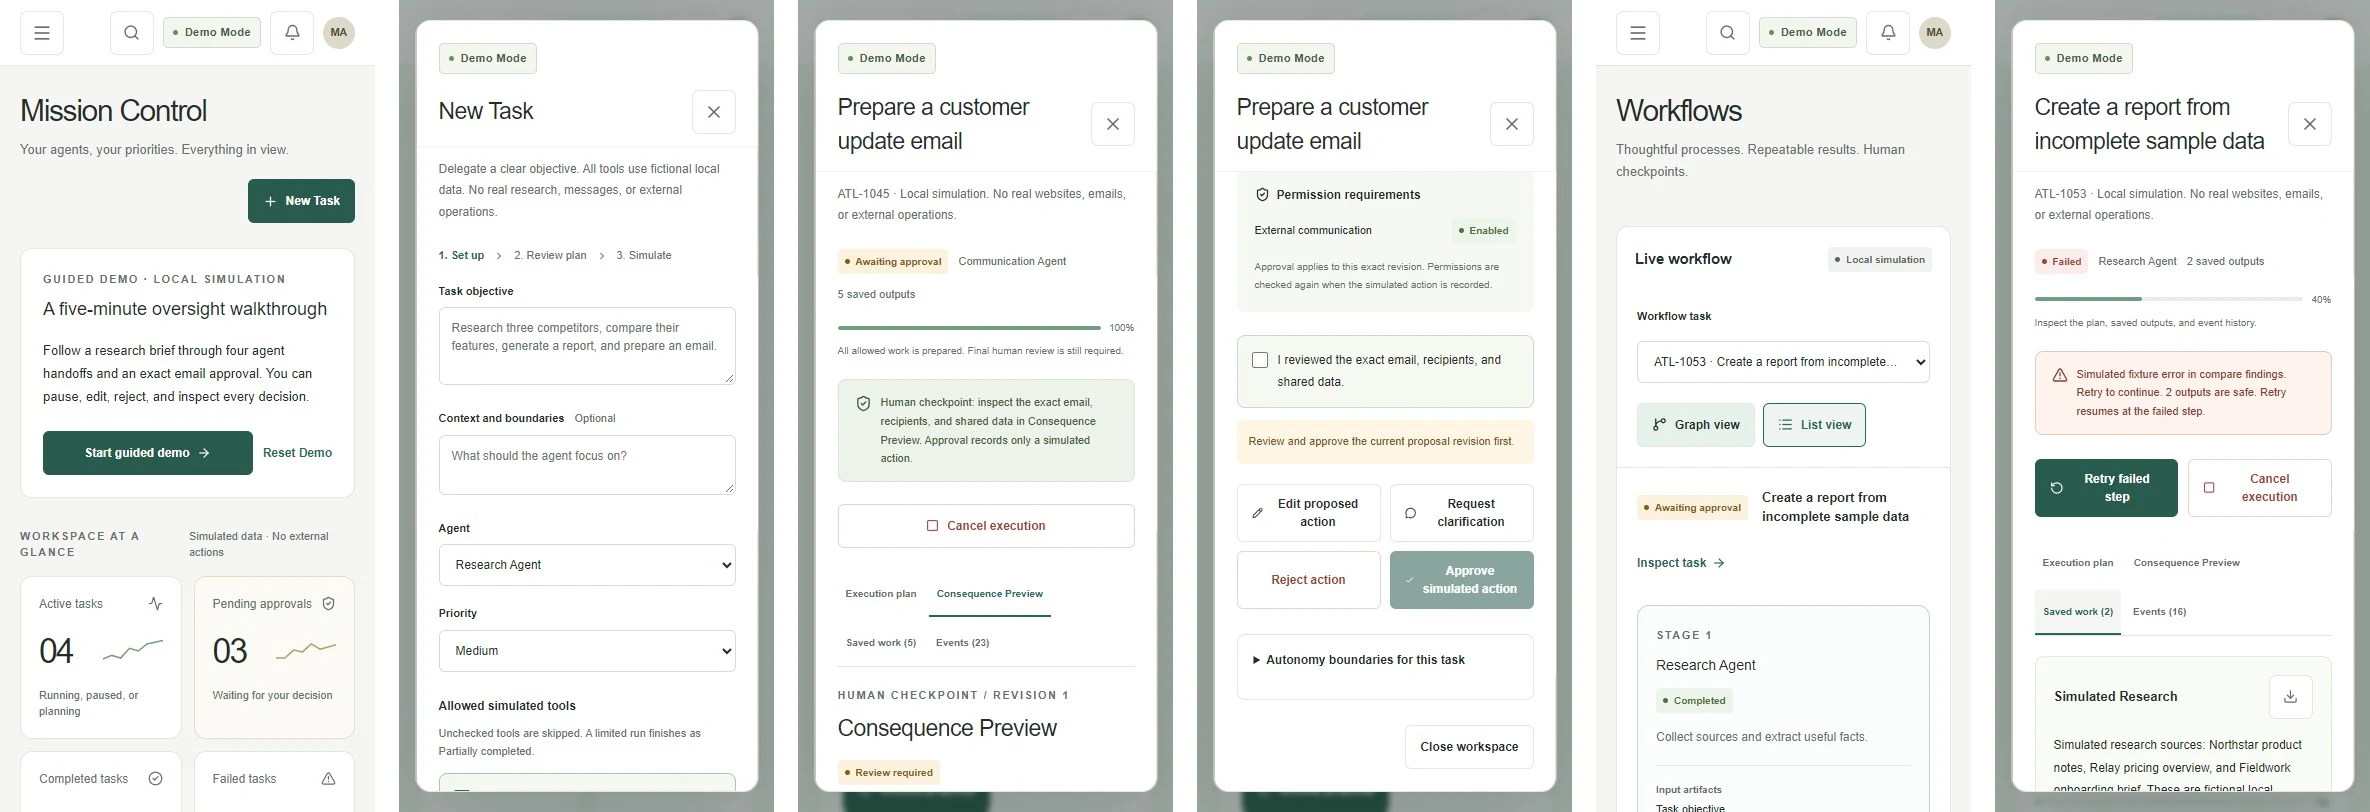 Demo Mode
MA
Mission Control
Your agents, your priorities. Everything in view.
New Task
GUIDED DEMO · LOCAL SIMULATION
A five-minute oversight walkthrough
Follow a research brief through four agent
handoffs and an exact email approval. You can
pause, edit, reject, and inspect every decision.
Start guided demo
Reset Demo
WORKSPACE AT A
GLANCE
Simulated data · No external
actions
Active tasks
04
Running, paused, or
planning
Pending approvals
03
Waiting for your decision
Completed tasks
Failed tasks
Demo Mode
New Task
Delegate a clear objective. All tools use fictional local
data. No real research, messages, or external
operations.
1. Set up
2. Review plan
3. Simulate
Task objective
Research three competitors, compare their
features, generate a report, and prepare an email.
Context and boundaries Optional
What should the agent focus on?
Agent
Research Agent
Priority
Medium
Allowed simulated tools
Unchecked tools are skipped. A limited run finishes as
Partially completed.
Demo Mode
Prepare a customer
update email
ATL-1045 · Local simulation. No real websites, emails,
or external operations.
Awaiting approval
Communication Agent
5 saved outputs
100%
All allowed work is prepared. Final human review is still required.
Human checkpoint: inspect the exact email,
recipients, and shared data in Consequence
Preview. Approval records only a simulated
action.
Cancel execution
Execution plan
Consequence Preview
Saved work (5)
Events (23)
HUMAN CHECKPOINT / REVISION 1
Consequence Preview
Review required
Demo Mode
Prepare a customer
update email
Permission requirements
External communication
Enabled
Approval applies to this exact revision. Permissions are
checked again when the simulated action is recorded.
I reviewed the exact email, recipients, and
shared data.
Review and approve the current proposal revision first.
Edit proposed
action
Request
clarification
Reject action
Approve
simulated action
Autonomy boundaries for this task
Close workspace
Demo Mode
MA
Workflows
Thoughtful processes. Repeatable results. Human
checkpoints.
Live workflow
Local simulation
Workflow task
ATL-1053 · Create a report from incomplete...
Graph view
List view
Awaiting approval
Create a report from
incomplete sample data
Inspect task
STAGE 1
Research Agent
Completed
Collect sources and extract useful facts.
Input artifacts
Task objective
Demo Mode
Create a report from
incomplete sample data
ATL-1053 · Local simulation. No real websites, emails,
or external operations.
Failed
Research Agent
2 saved outputs
40%
Inspect the plan, saved outputs, and event history.
Simulated fixture error in compare findings.
Retry to continue. 2 outputs are safe. Retry
resumes at the failed step.
Retry failed
step
Cancel
execution
Execution plan
Consequence Preview
Saved work (2)
Events (16)
Simulated Research
Simulated research sources: Northstar product
notes, Relay pricing overview, and Fieldwork
onboarding brief. These are fictional local